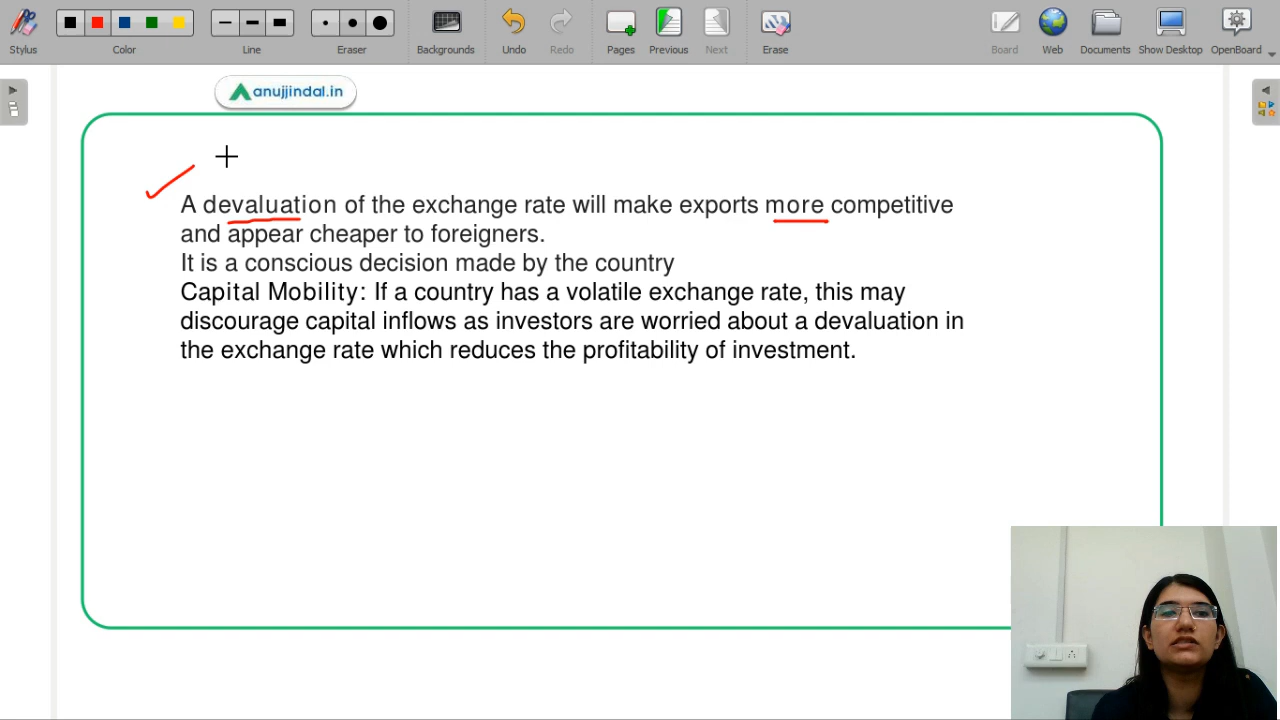 Stylus
Color
Line
Eraser
Backgrounds
Undo
Redo
Pages
Previous
Next
Erase
Board
Web
Documents
Show Desktop
OpenBoard
anujjindal.in
A devaluation of the exchange rate will make exports more competitive
and appear cheaper to foreigners.
It is a conscious decision made by the country
Capital Mobility: If a country has a volatile exchange rate, this may
discourage capital inflows as investors are worried about a devaluation in
the exchange rate which reduces the profitability of investment.